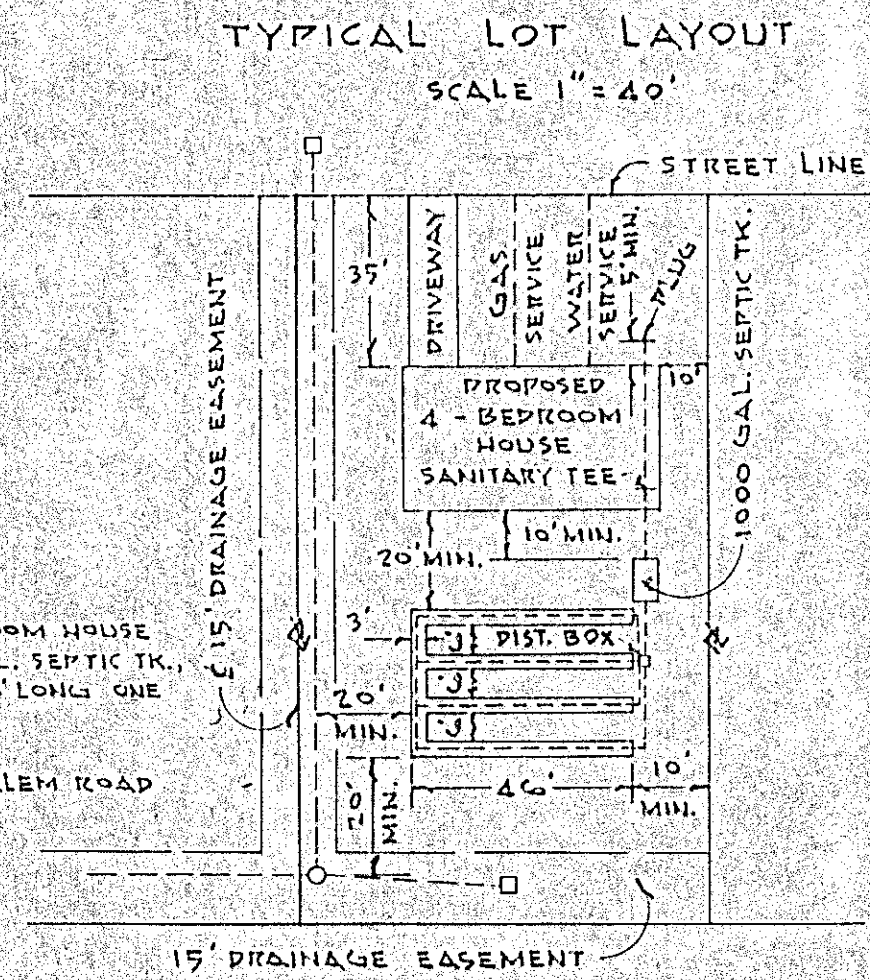 TYPICAL LOT LAYOUT
SCALE 1" = 40'
STREET LINE
35'
DRIVEWAY
GAS
SERVICE
WATER
SERVICE
5' MIN.
PLUG
1000 GAL. SEPTIC TK.
10'
PROPOSED
4 - BEDROOM
HOUSE
SANITARY TEE
℄ 15' DRAINAGE EASEMENT
10' MIN.
20' MIN.
OOM HOUSE
L. SEPTIC TK.,
LONG ONE
3'
DIST. BOX
20'
MIN.
LEM ROAD
20'
MIN.
46'
10'
MIN.
15' DRAINAGE EASEMENT